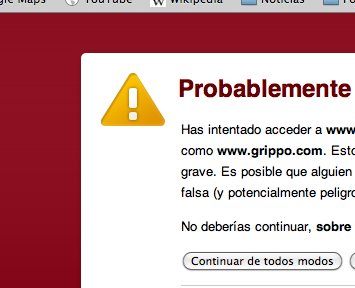 Maps YouTube Wikipedia Noticias
Probablemente
Has intentado acceder a www
como www.grippo.com. Esto
grave. Es posible que alguien
falsa (y potencialmente peligro
No deberías continuar, sobre
Continuar de todos modos